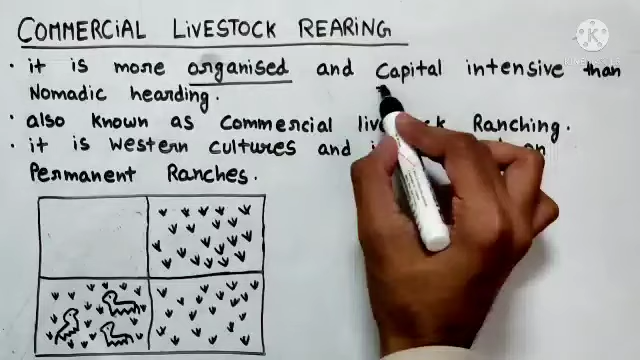 COMMERCIAL LIVESTOCK REARING
• it is more organised and Capital intensive than
Nomadic hearding.
• also known as Commercial Ranching.
• it is western cultures and on
Permanent Ranches.
K